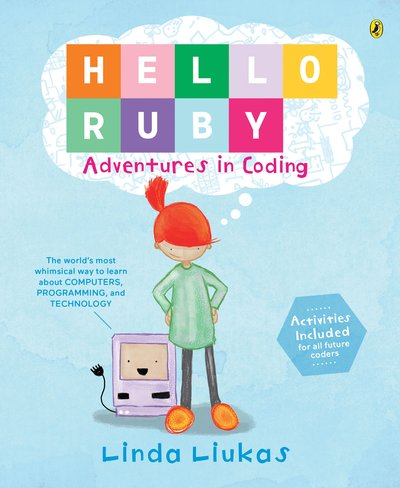 HELLO
RUBY
Adventures in Coding
The world's most
whimsical way to learn
about COMPUTERS,
PROGRAMMING, and
TECHNOLOGY
Activities
Included
for all future
coders
Linda Liukas